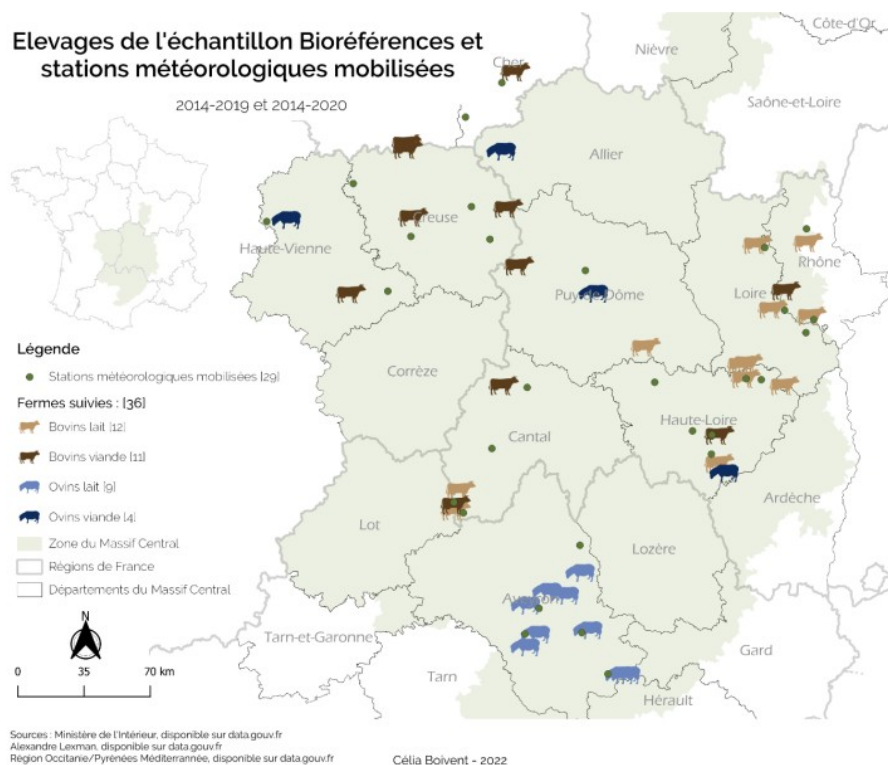 Elevages de l'échantillon Bioréférences et
stations météorologiques mobilisées
2014-2019 et 2014-2020
Nièvre
Côte-d'Or
Cher
Saône-et-Loire
Allier
Creuse
Haute-Vienne
Rhône
Loire
Puy de Dôme
Corrèze
Haute-Loire
Cantal
Ardèche
Lot
Lozère
Aveyron
Tarn-et-Garonne
Gard
Tarn
Hérault
Légende
Stations météorologiques mobilisées [29]
Fermes suivies : [36]
Bovins lait [12]
Bovins viande [11]
Ovins lait [9]
Ovins viande [4]
Zone du Massif Central
Régions de France
Départements du Massif Central
N
0 35 70 km
Sources : Ministère de l'Intérieur, disponible sur data.gouv.fr
Alexandre Lexman, disponible sur data.gouv.fr
Région Occitanie/Pyrénées Méditerrannée, disponible sur data.gouv.fr
Célia Boivent - 2022